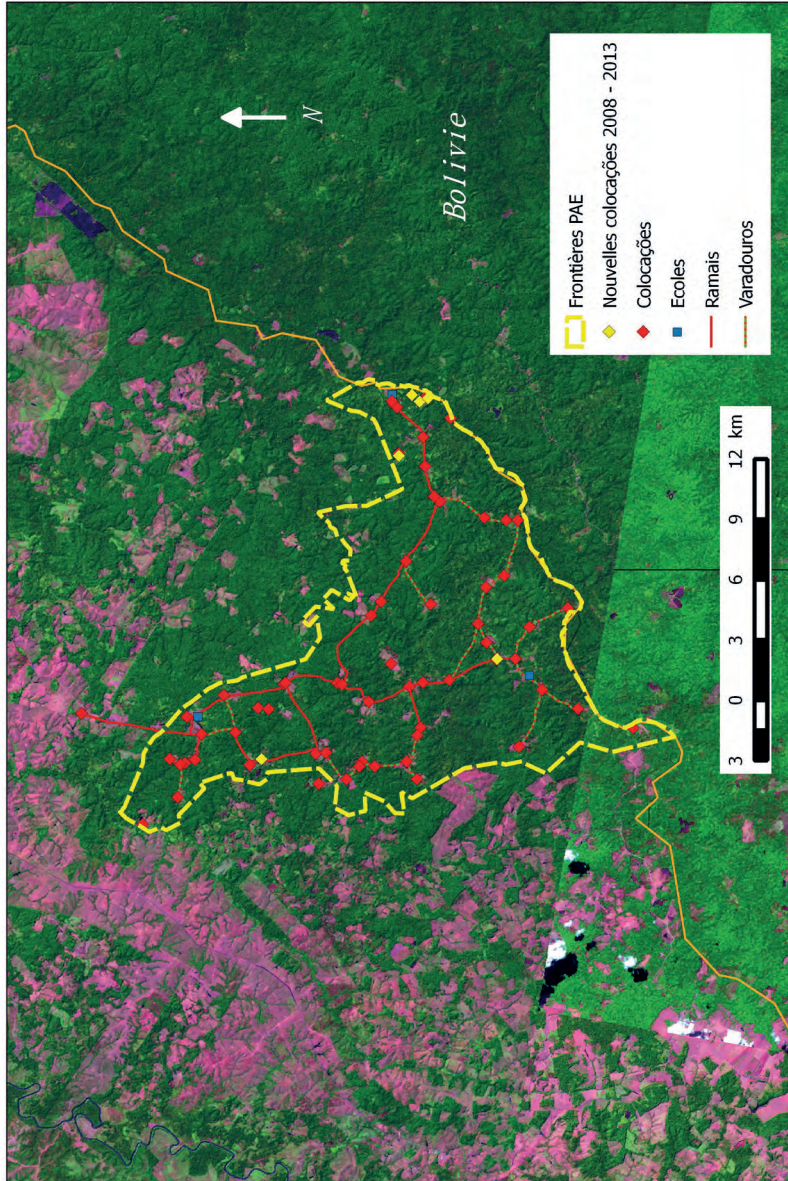 N
Bolivie
Frontières PAE
Nouvelles colocações 2008 - 2013
Colocações
Ecoles
Ramais
Varadouros
3 0 3 6 9 12 km